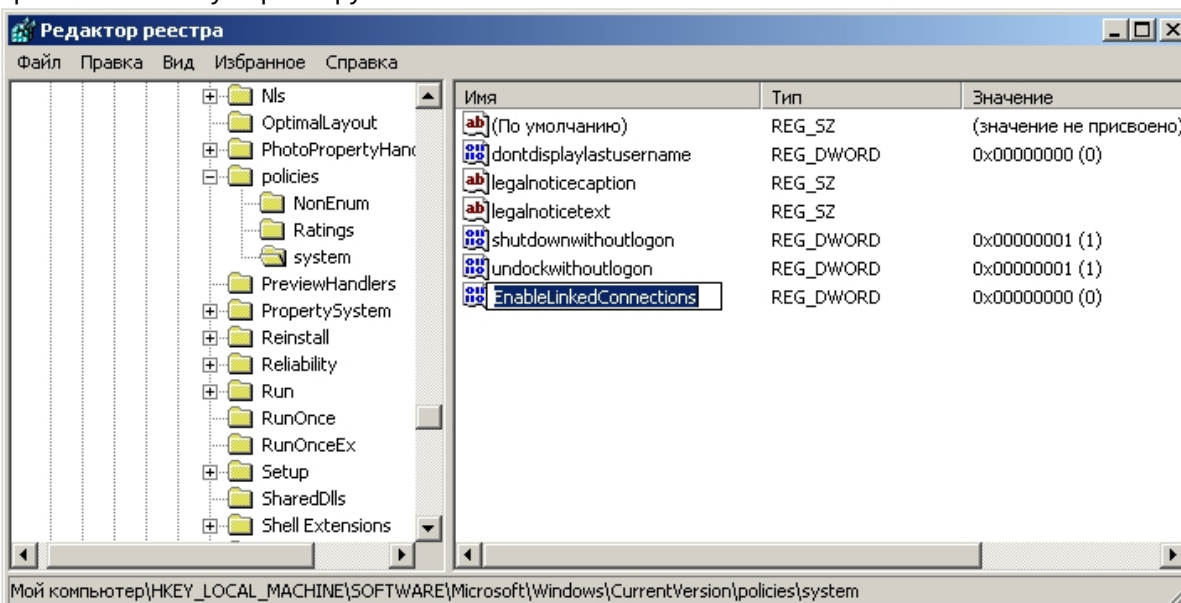 Редактор реестра
Файл Правка Вид Избранное Справка
Nls
OptimalLayout
PhotoPropertyHand
policies
NonEnum
Ratings
system
PreviewHandlers
PropertySystem
Reinstall
Reliability
Run
RunOnce
RunOnceEx
Setup
SharedDlls
Shell Extensions
Имя Тип Значение
(По умолчанию) REG_SZ (значение не присвоено)
dontdisplaylastusername REG_DWORD 0x00000000 (0)
legalnoticecaption REG_SZ
legalnoticetext REG_SZ
shutdownwithoutlogon REG_DWORD 0x00000001 (1)
undockwithoutlogon REG_DWORD 0x00000001 (1)
EnableLinkedConnections REG_DWORD 0x00000000 (0)
Мой компьютер\HKEY_LOCAL_MACHINE\SOFTWARE\Microsoft\Windows\CurrentVersion\policies\system